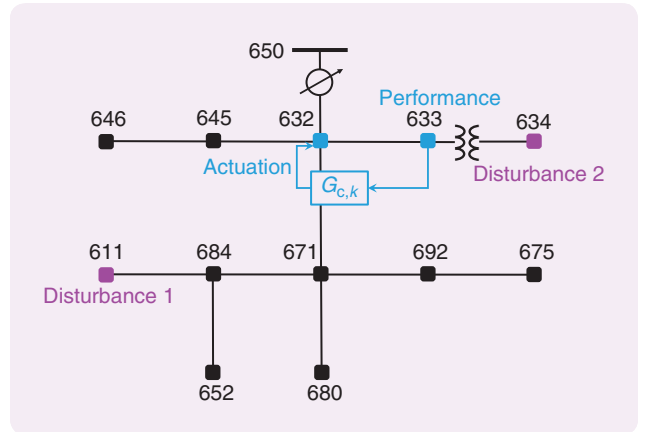 650
Performance
646
645
632
633
634
Actuation
Disturbance 2
G_{c,k}
611
684
671
692
675
Disturbance 1
652
680